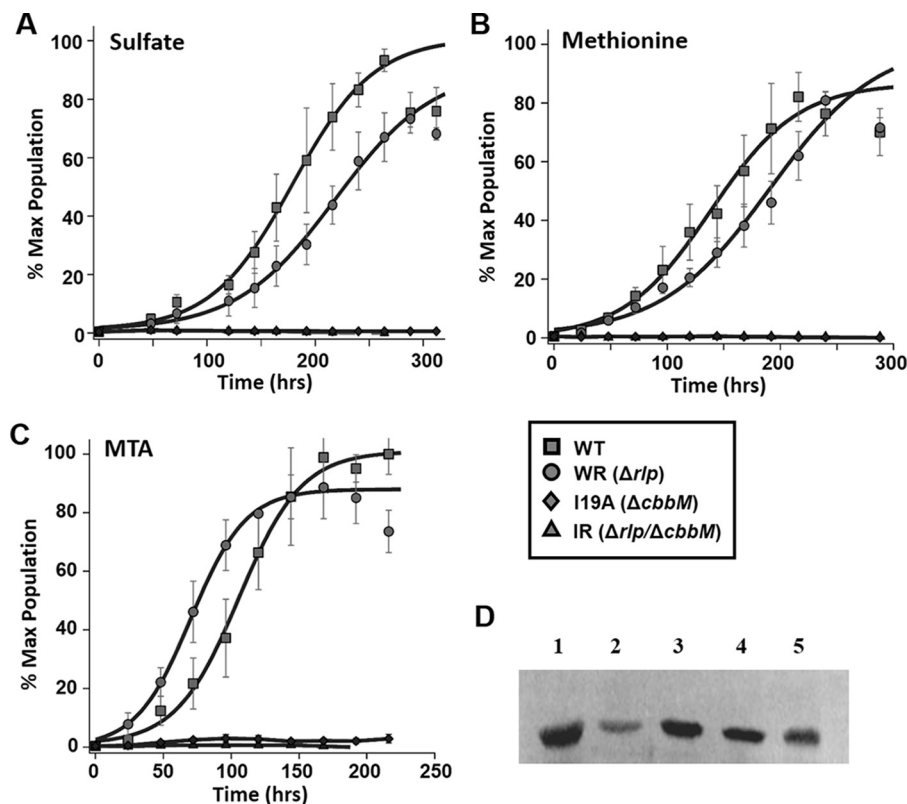 A
Sulfate
% Max Population
100
80
60
40
20
0
0
100
200
300
Time (hrs)
B
Methionine
% Max Population
100
80
60
40
20
0
0
100
200
300
Time (hrs)
C
MTA
% Max Population
100
80
60
40
20
0
0
50
100
150
200
250
Time (hrs)
WT
WR (Δrlp)
I19A (ΔcbbM)
IR (Δrlp/ΔcbbM)
D
1 2 3 4 5